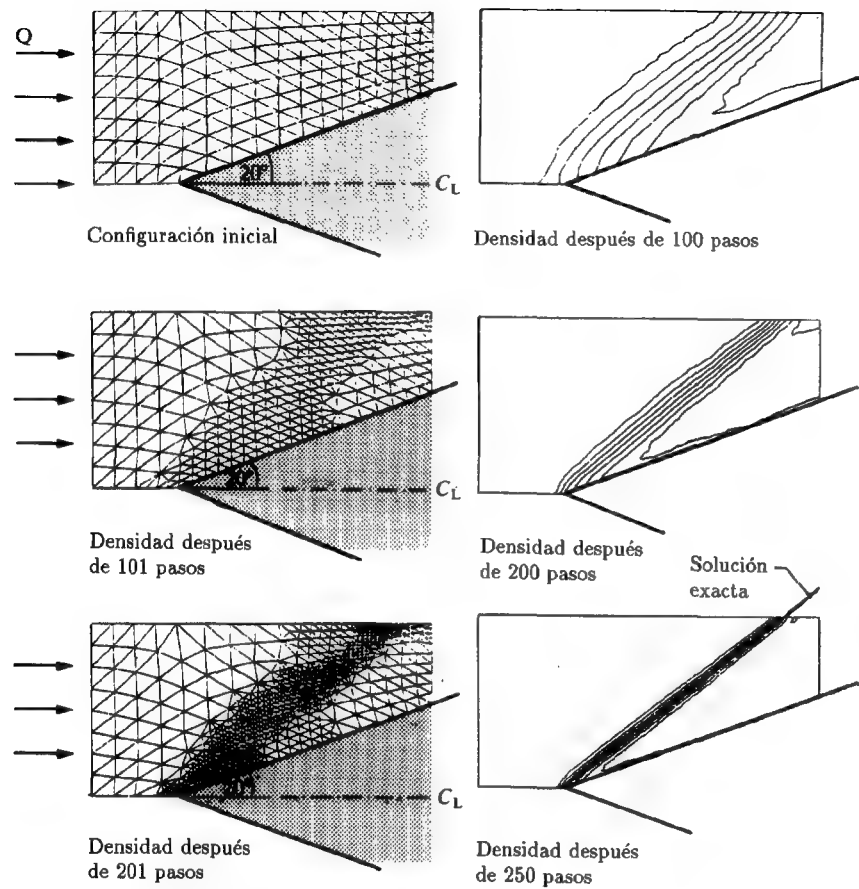 Q
20°
C_L
Configuración inicial
Densidad después de 100 pasos
20°
C_L
Densidad después
de 101 pasos
Densidad después
de 200 pasos
Solución
exacta
C_L
Densidad después
de 201 pasos
Densidad después
de 250 pasos